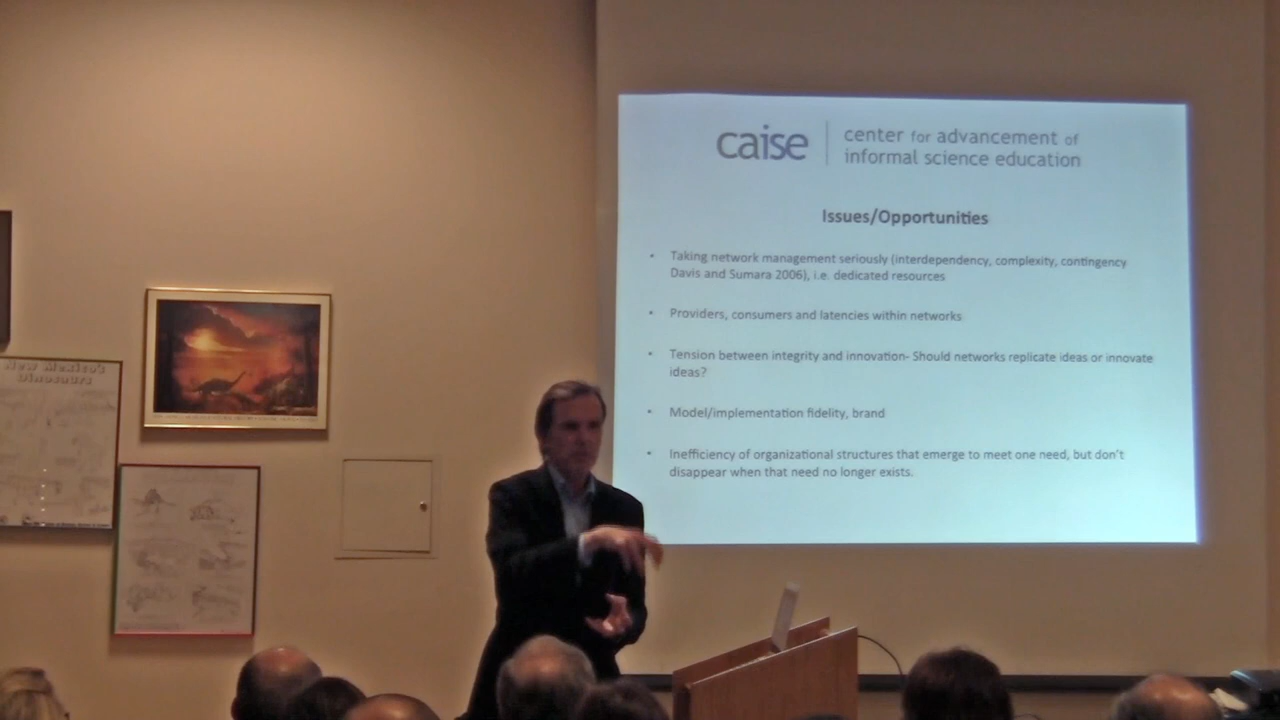 caise
center for advancement of
informal science education
Issues/Opportunities
• Taking network management seriously (interdependency, complexity, contingency
Davis and Sumara 2006), i.e. dedicated resources
• Providers, consumers and latencies within networks
• Tension between integrity and innovation- Should networks replicate ideas or innovate
ideas?
• Model/implementation fidelity, brand
• Inefficiency of organizational structures that emerge to meet one need, but don't
disappear when that need no longer exists.
New Mexico's
Dinosaurs